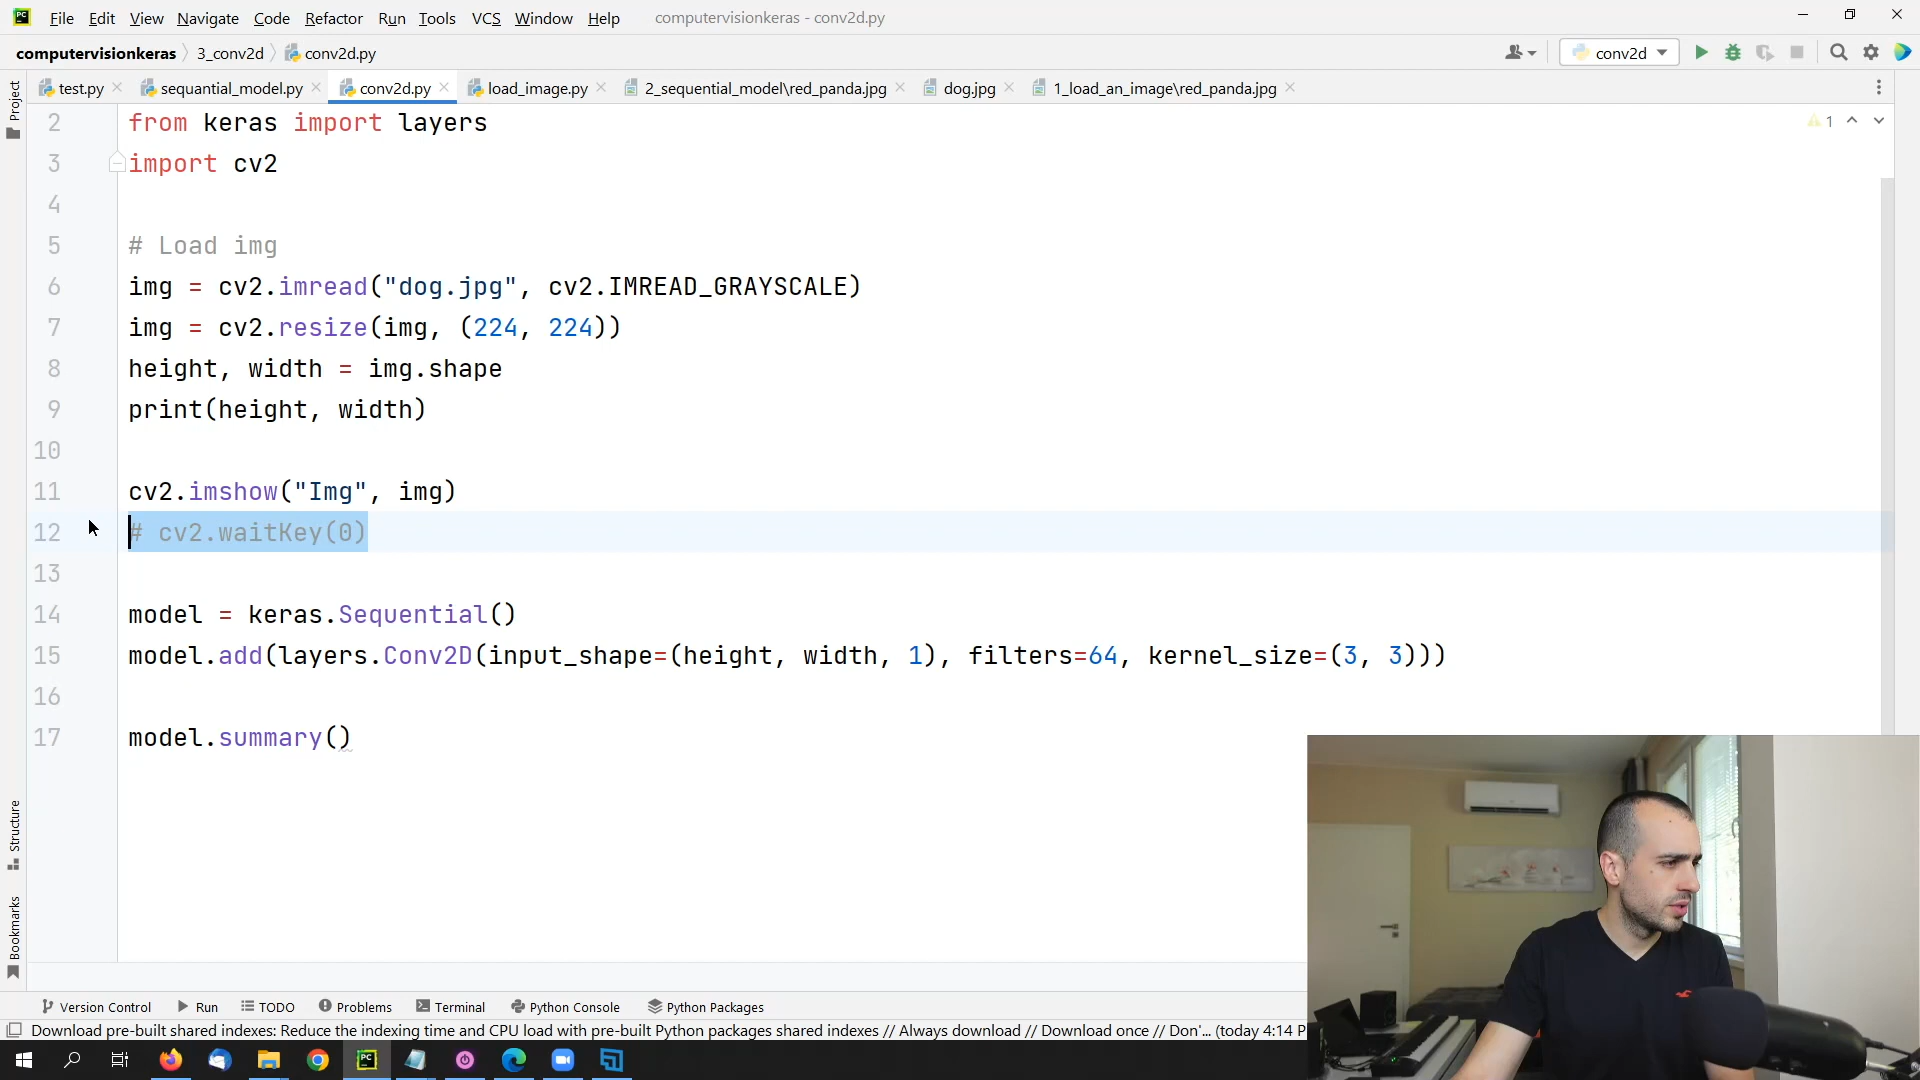 PC File Edit View Navigate Code Refactor Run Tools VCS Window Help computervisionkeras - conv2d.py
computervisionkeras 3_conv2d conv2d.py conv2d
test.py sequantial_model.py conv2d.py load_image.py 2_sequential_model\red_panda.jpg dog.jpg 1_load_an_image\red_panda.jpg
Project
1
2 from keras import layers
3 import cv2
4
5 # Load img
6 img = cv2.imread("dog.jpg", cv2.IMREAD_GRAYSCALE)
7 img = cv2.resize(img, (224, 224))
8 height, width = img.shape
9 print(height, width)
10
11 cv2.imshow("Img", img)
12 # cv2.waitKey(0)
13
14 model = keras.Sequential()
15 model.add(layers.Conv2D(input_shape=(height, width, 1), filters=64, kernel_size=(3, 3)))
16
17 model.summary()
Structure
Bookmarks
Version Control Run TODO Problems Terminal Python Console Python Packages
Download pre-built shared indexes: Reduce the indexing time and CPU load with pre-built Python packages shared indexes // Always download // Download once // Don'... (today 4:14 P
PC